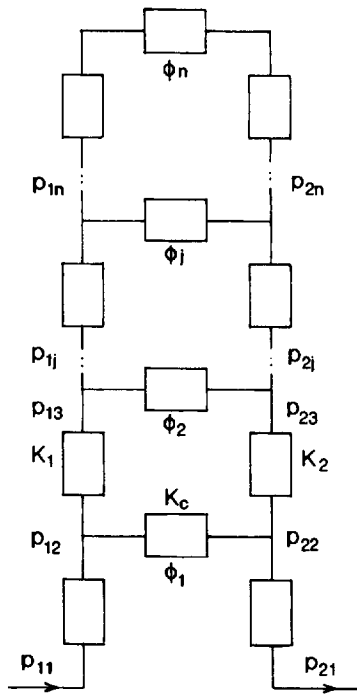 ϕn
p1n p2n
ϕj
p1j p2j
p13 ϕ2 p23
K1 K2
Kc
p12 p22
ϕ1
p11 p21